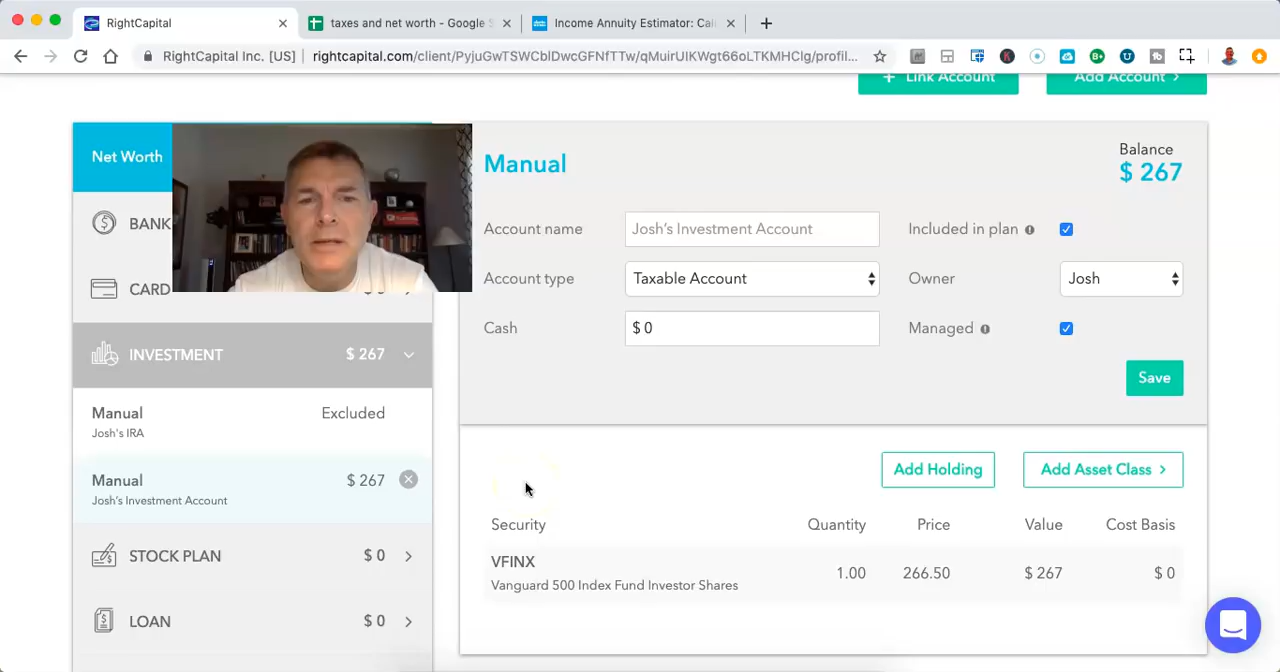 RightCapital
taxes and net worth - Google S
Income Annuity Estimator: Cal
RightCapital Inc. [US]
rightcapital.com/client/PyjuGwTSWCblDwcGFNfTTw/qMuirUIKWgt66oLTKMHClg/profil...
+ Link Account
Add Account >
Net Worth
BANK
CARD
INVESTMENT $ 267
Manual Excluded
Josh's IRA
Manual $ 267
Josh's Investment Account
STOCK PLAN $ 0
LOAN $ 0
Manual
Balance
$ 267
Account name Josh's Investment Account Included in plan
Account type Taxable Account Owner Josh
Cash $ 0 Managed
Save
Add Holding Add Asset Class >
Security Quantity Price Value Cost Basis
VFINX
Vanguard 500 Index Fund Investor Shares 1.00 266.50 $ 267 $ 0